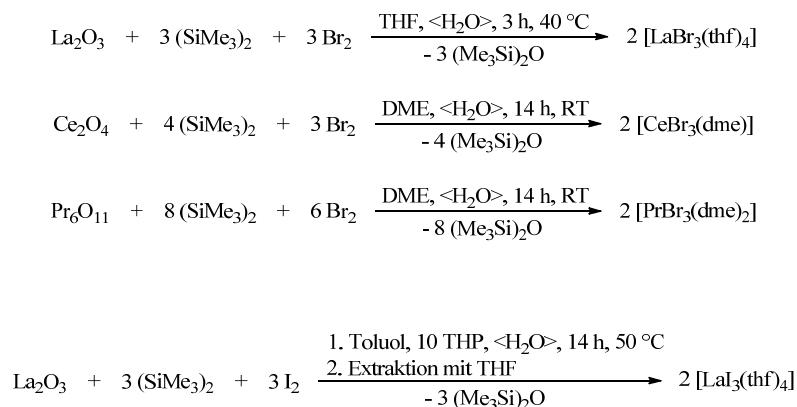 La₂O₃ + 3 (SiMe₃)₂ + 3 Br₂ THF, <H₂O>, 3 h, 40 °C - 3 (Me₃Si)₂O 2 [LaBr₃(thf)₄]
Ce₂O₄ + 4 (SiMe₃)₂ + 3 Br₂ DME, <H₂O>, 14 h, RT - 4 (Me₃Si)₂O 2 [CeBr₃(dme)]
Pr₆O₁₁ + 8 (SiMe₃)₂ + 6 Br₂ DME, <H₂O>, 14 h, RT - 8 (Me₃Si)₂O 2 [PrBr₃(dme)₂]
1. Toluol, 10 THP, <H₂O>, 14 h, 50 °C
2. Extraktion mit THF
La₂O₃ + 3 (SiMe₃)₂ + 3 I₂ - 3 (Me₃Si)₂O 2 [LaI₃(thf)₄]